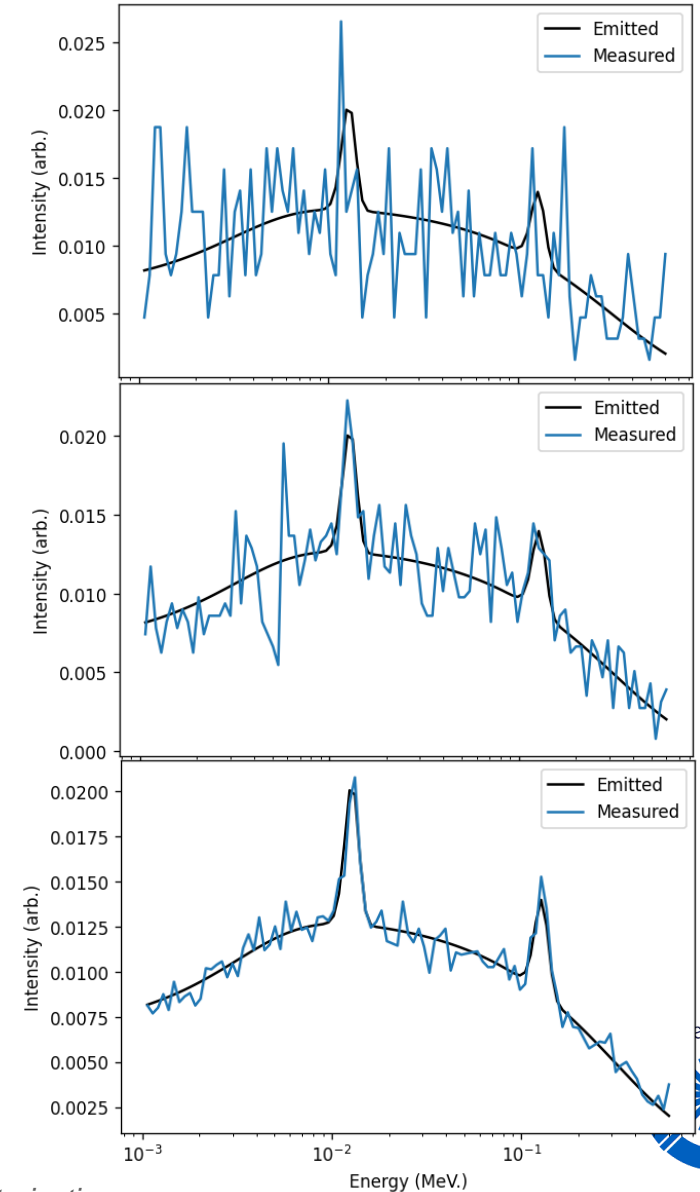 Emitted
Measured
0.025
0.020
0.015
0.010
0.005
Intensity (arb.)
Emitted
Measured
0.020
0.015
0.010
0.005
0.000
Intensity (arb.)
Emitted
Measured
0.0200
0.0175
0.0150
0.0125
0.0100
0.0075
0.0050
0.0025
Intensity (arb.)
10⁻³ 10⁻² 10⁻¹
Energy (MeV.)